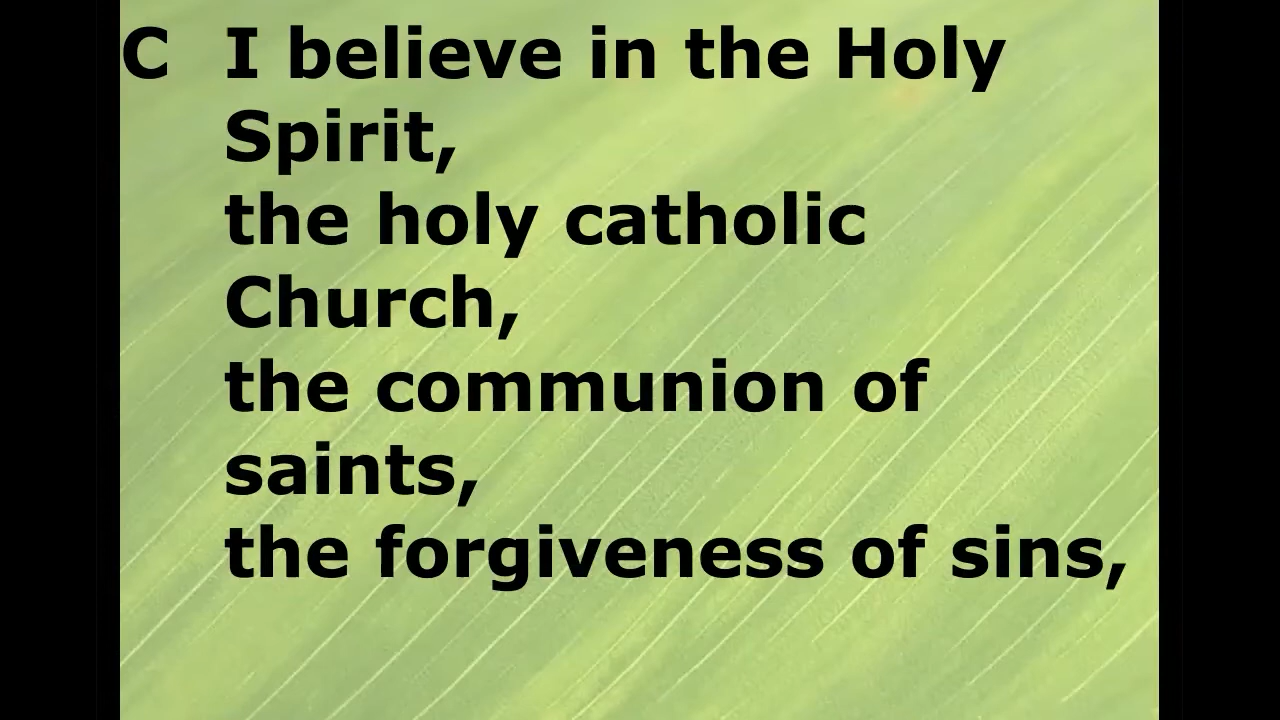 C I believe in the Holy
Spirit,
the holy catholic
Church,
the communion of
saints,
the forgiveness of sins,